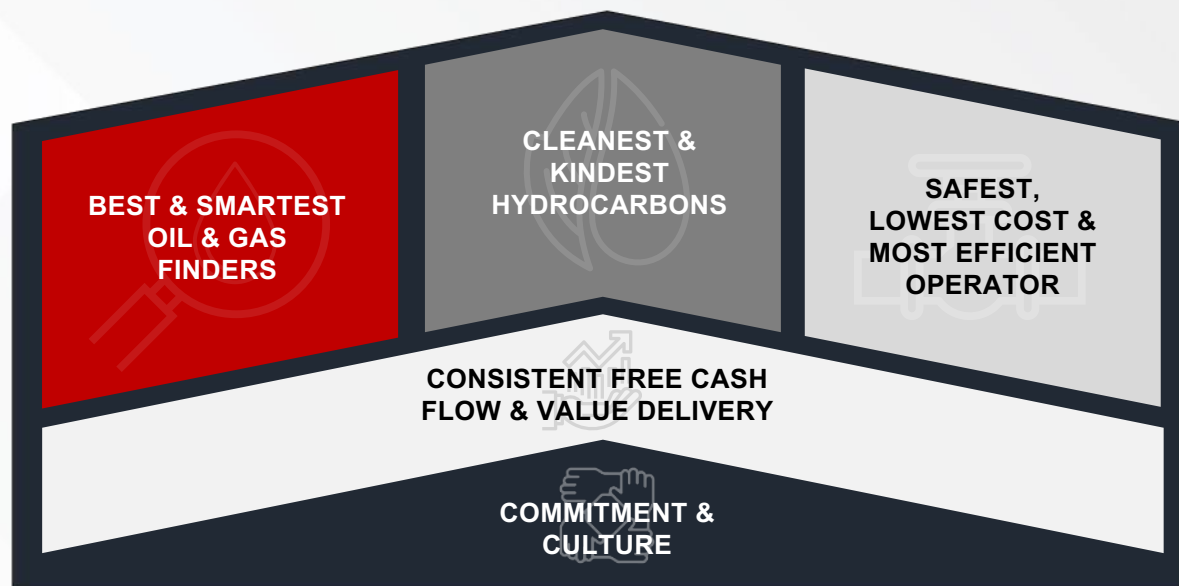 BEST & SMARTEST
OIL & GAS
FINDERS
CLEANEST &
KINDEST
HYDROCARBONS
SAFEST,
LOWEST COST &
MOST EFFICIENT
OPERATOR
CONSISTENT FREE CASH
FLOW & VALUE DELIVERY
COMMITMENT &
CULTURE